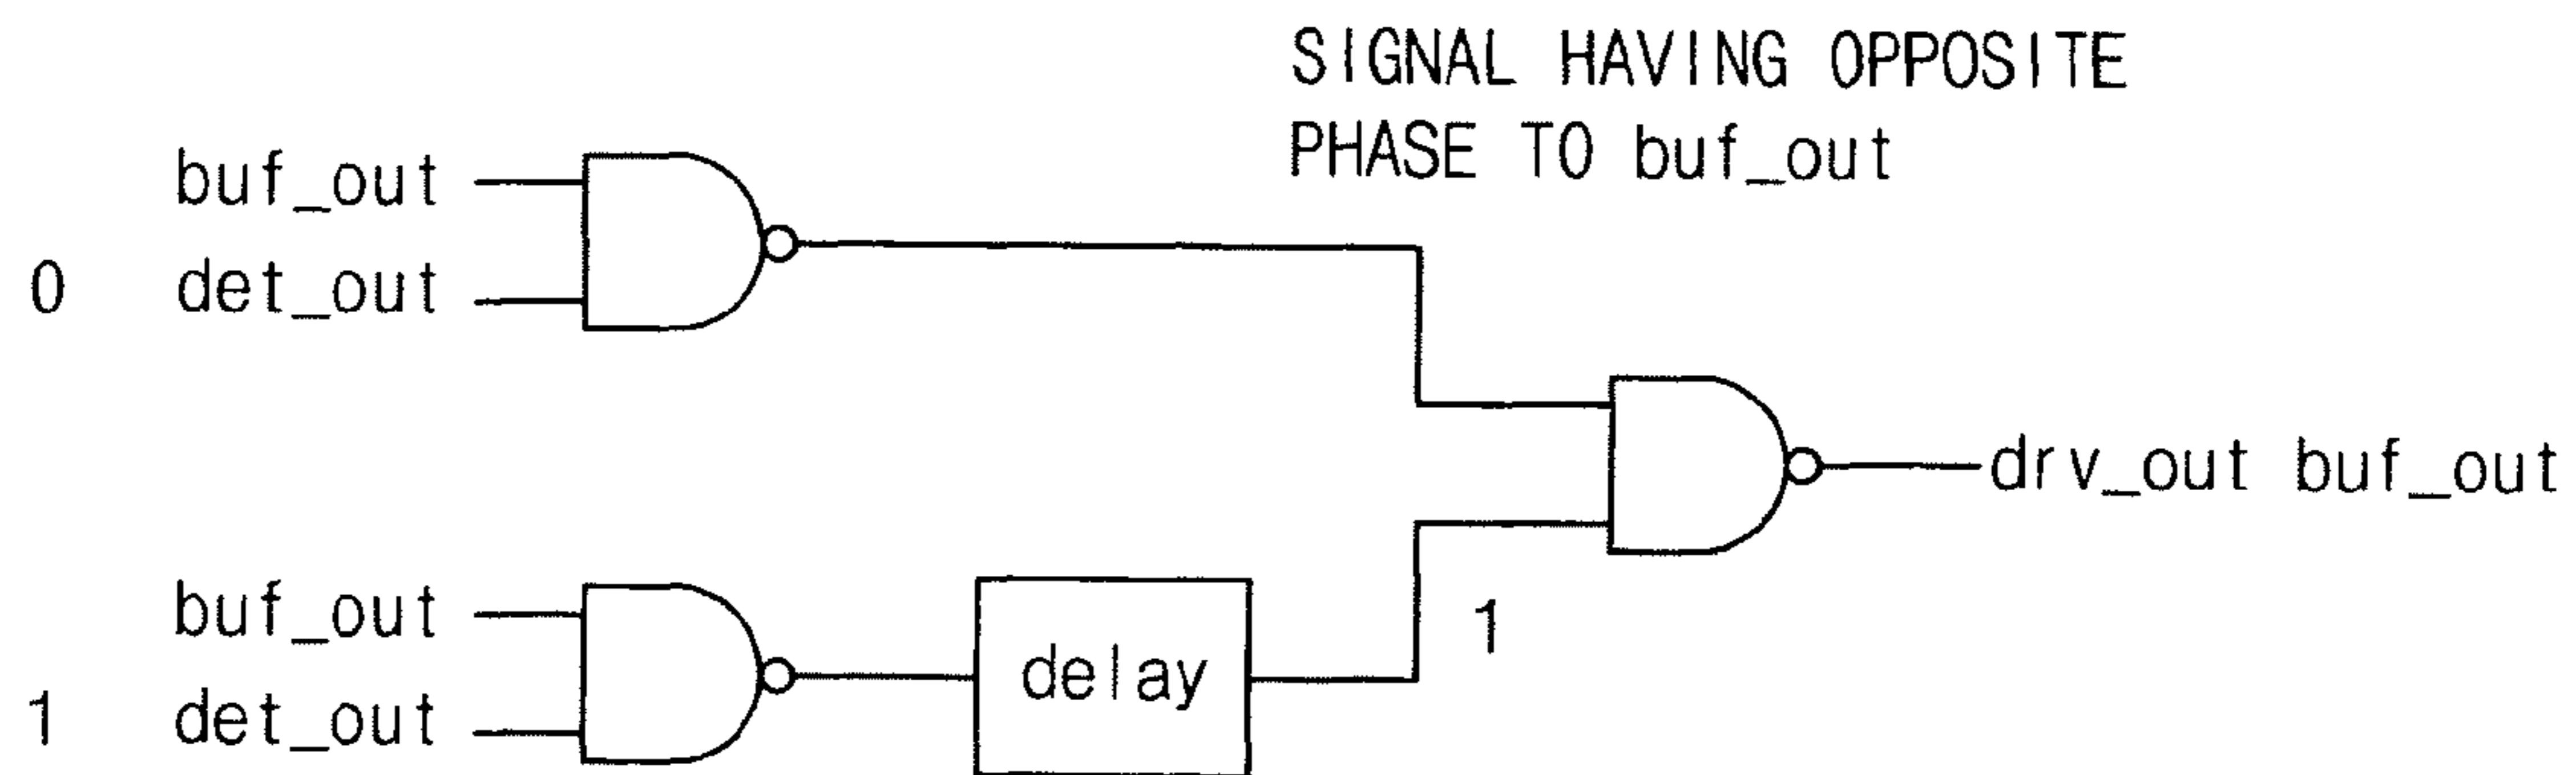 SIGNAL HAVING OPPOSITE
PHASE TO buf_out
buf_out
0 det_out
drv_out buf_out
buf_out
1
delay
1 det_out